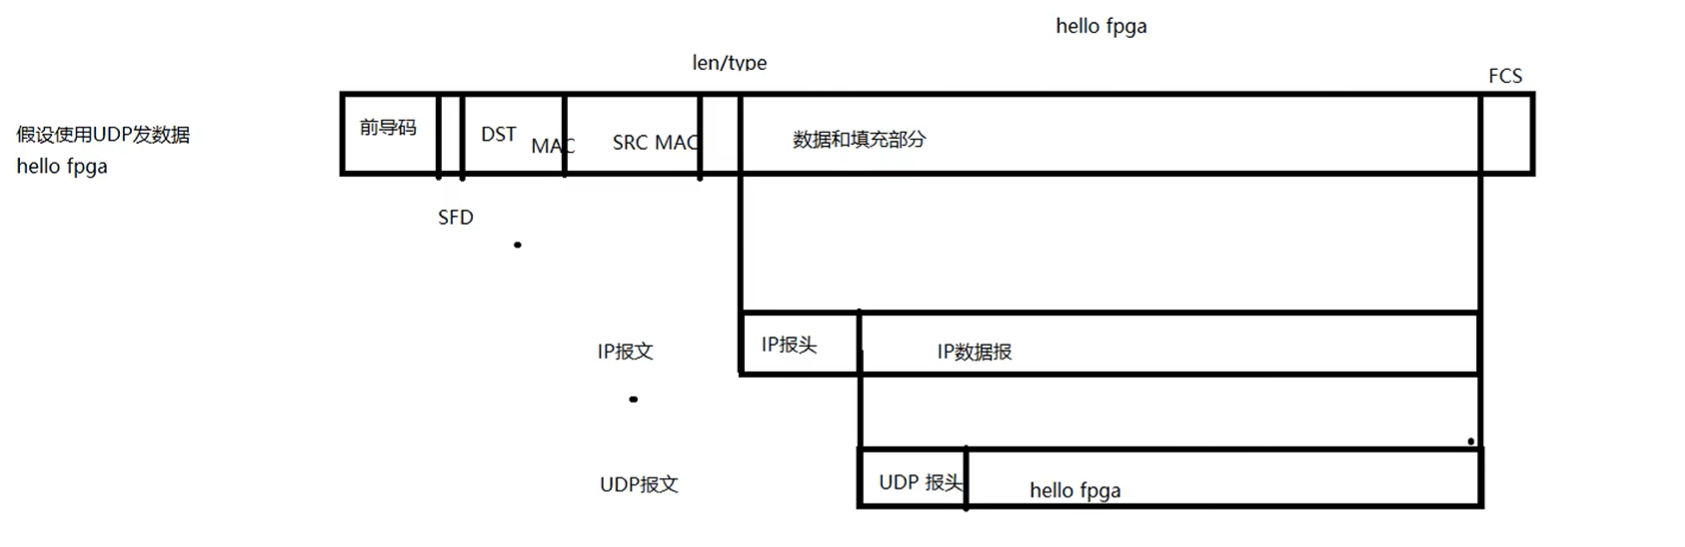 hello fpga
len/type
FCS
假设使用UDP发数据
hello fpga
前导码
DST
MAC
SRC MAC
数据和填充部分
SFD
IP报文
IP报头
IP数据报
UDP报文
UDP 报头
hello fpga